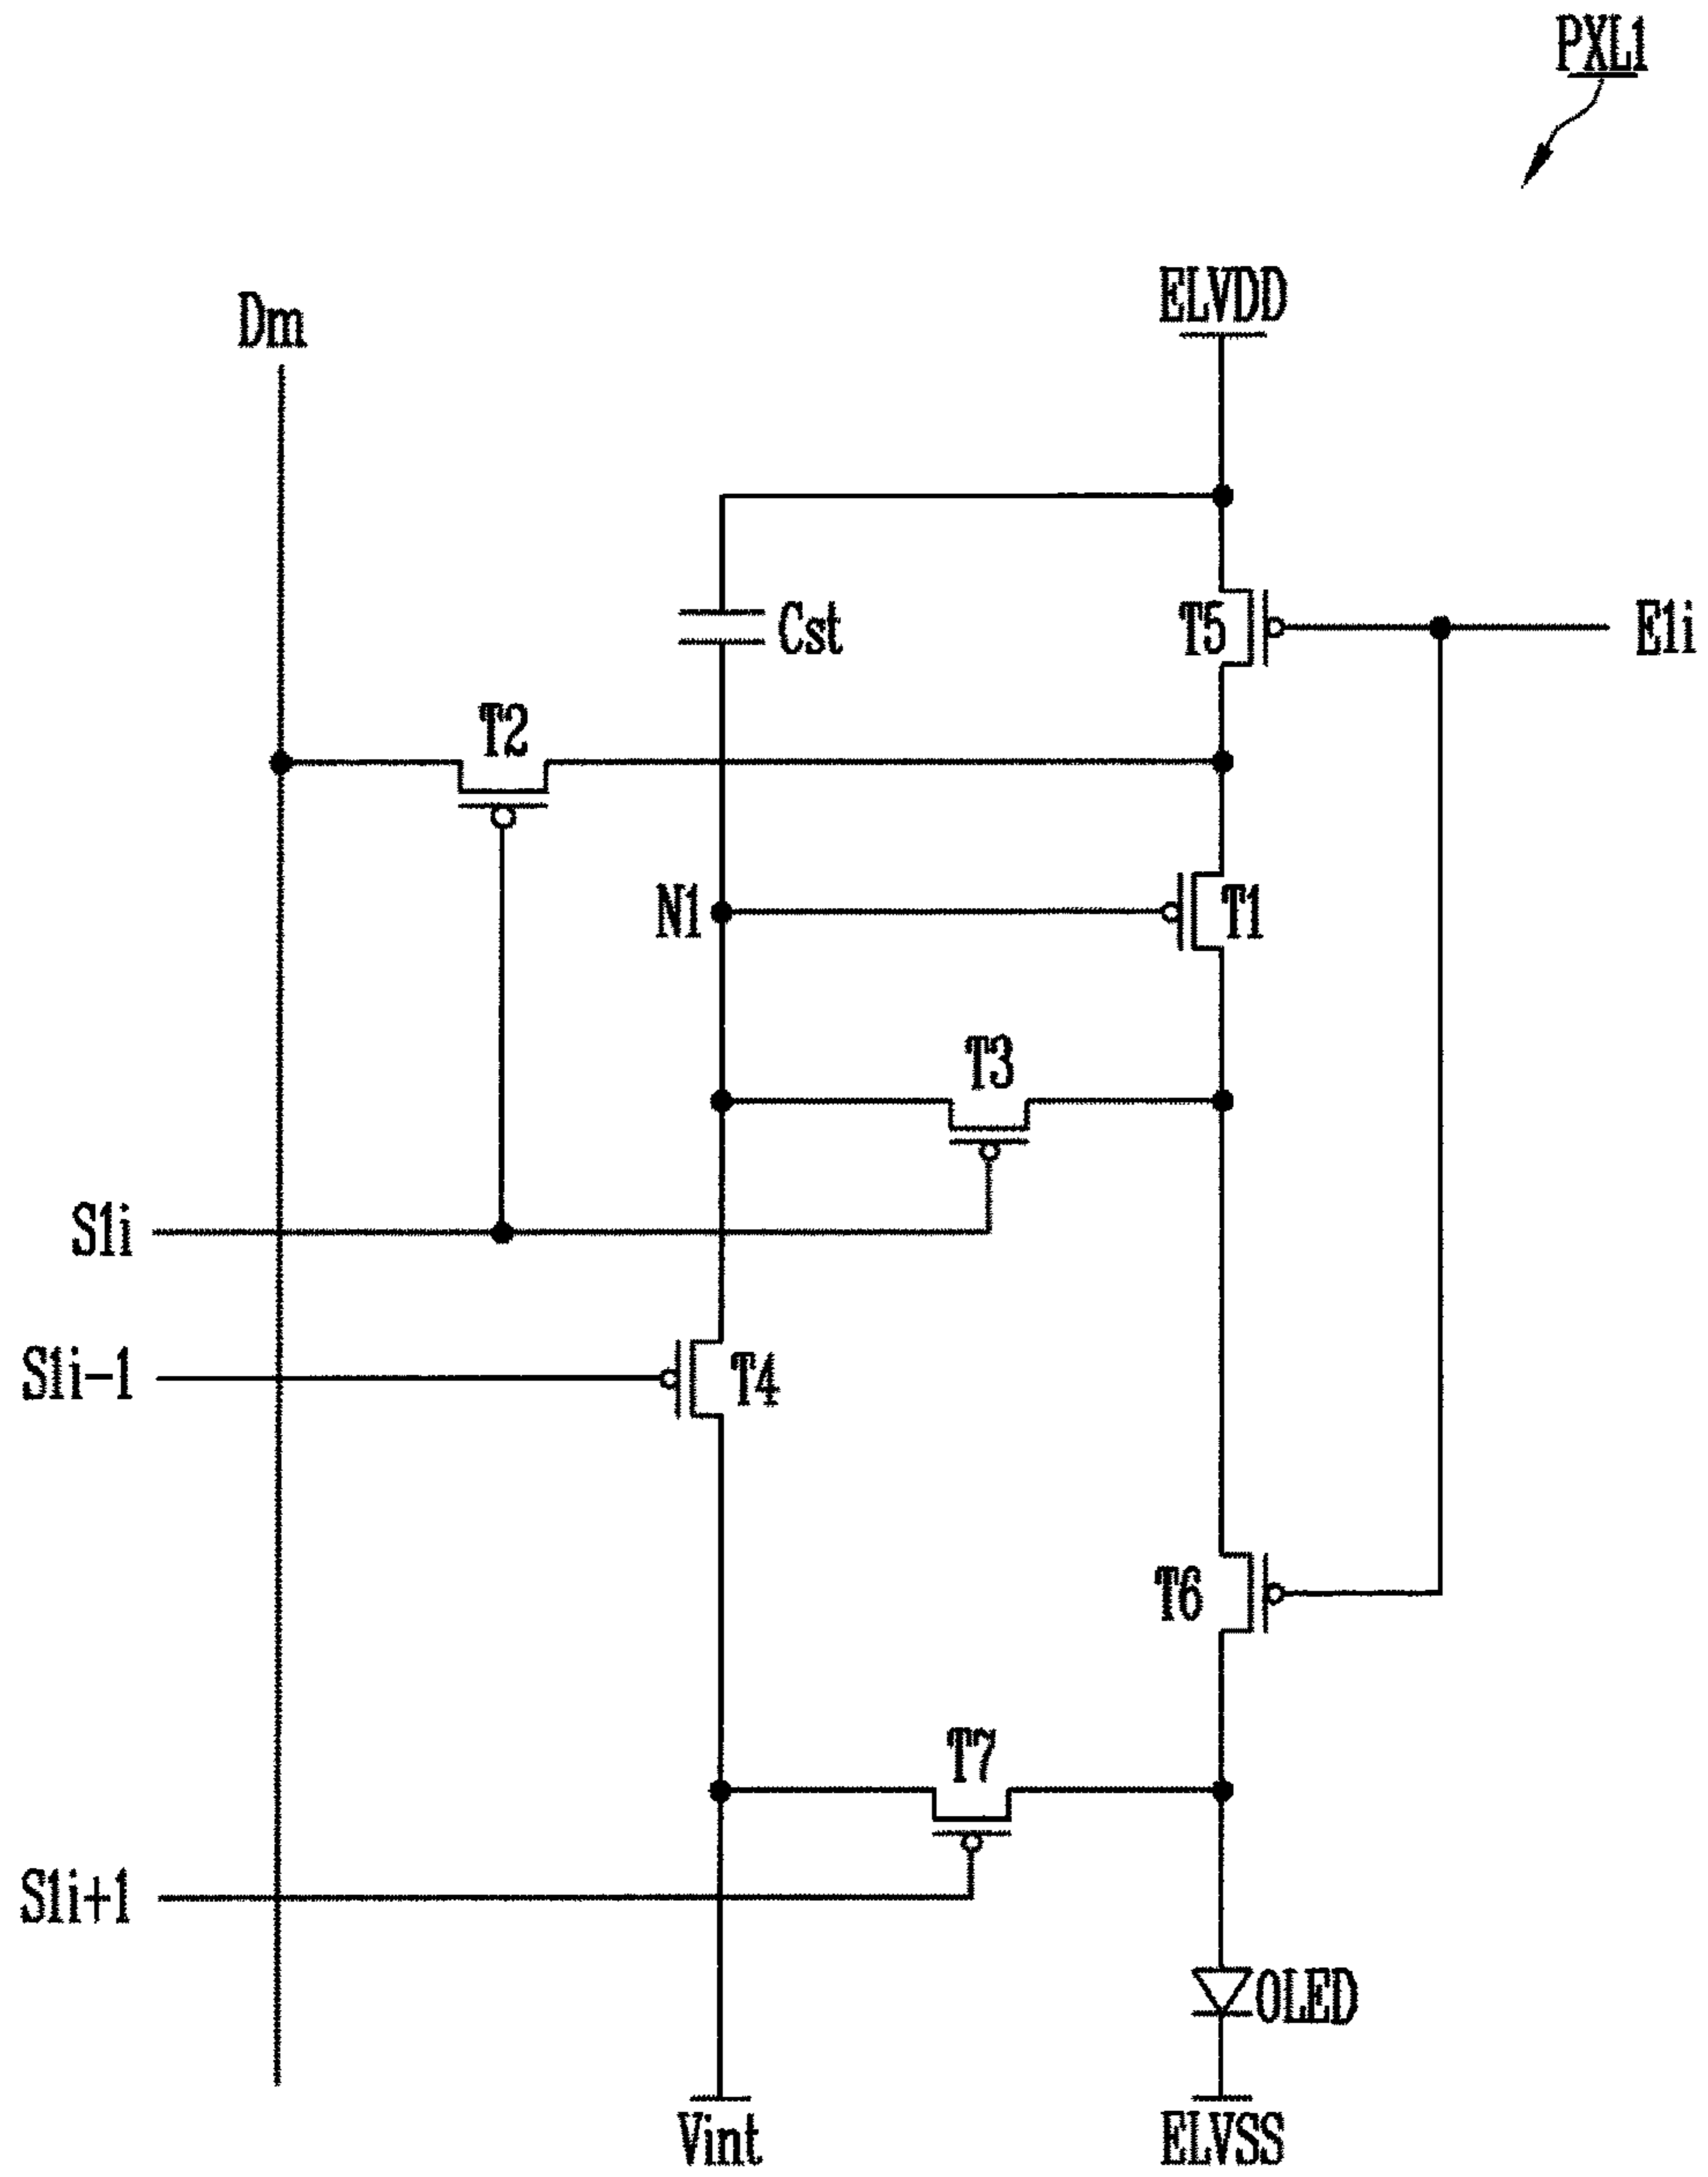 PXL1
ELVDD
Dm
Cst
T5
E1i
T2
N1
T1
T3
S1i
S1i-1
T4
T6
T7
S1i+1
OLED
Vint
ELVSS